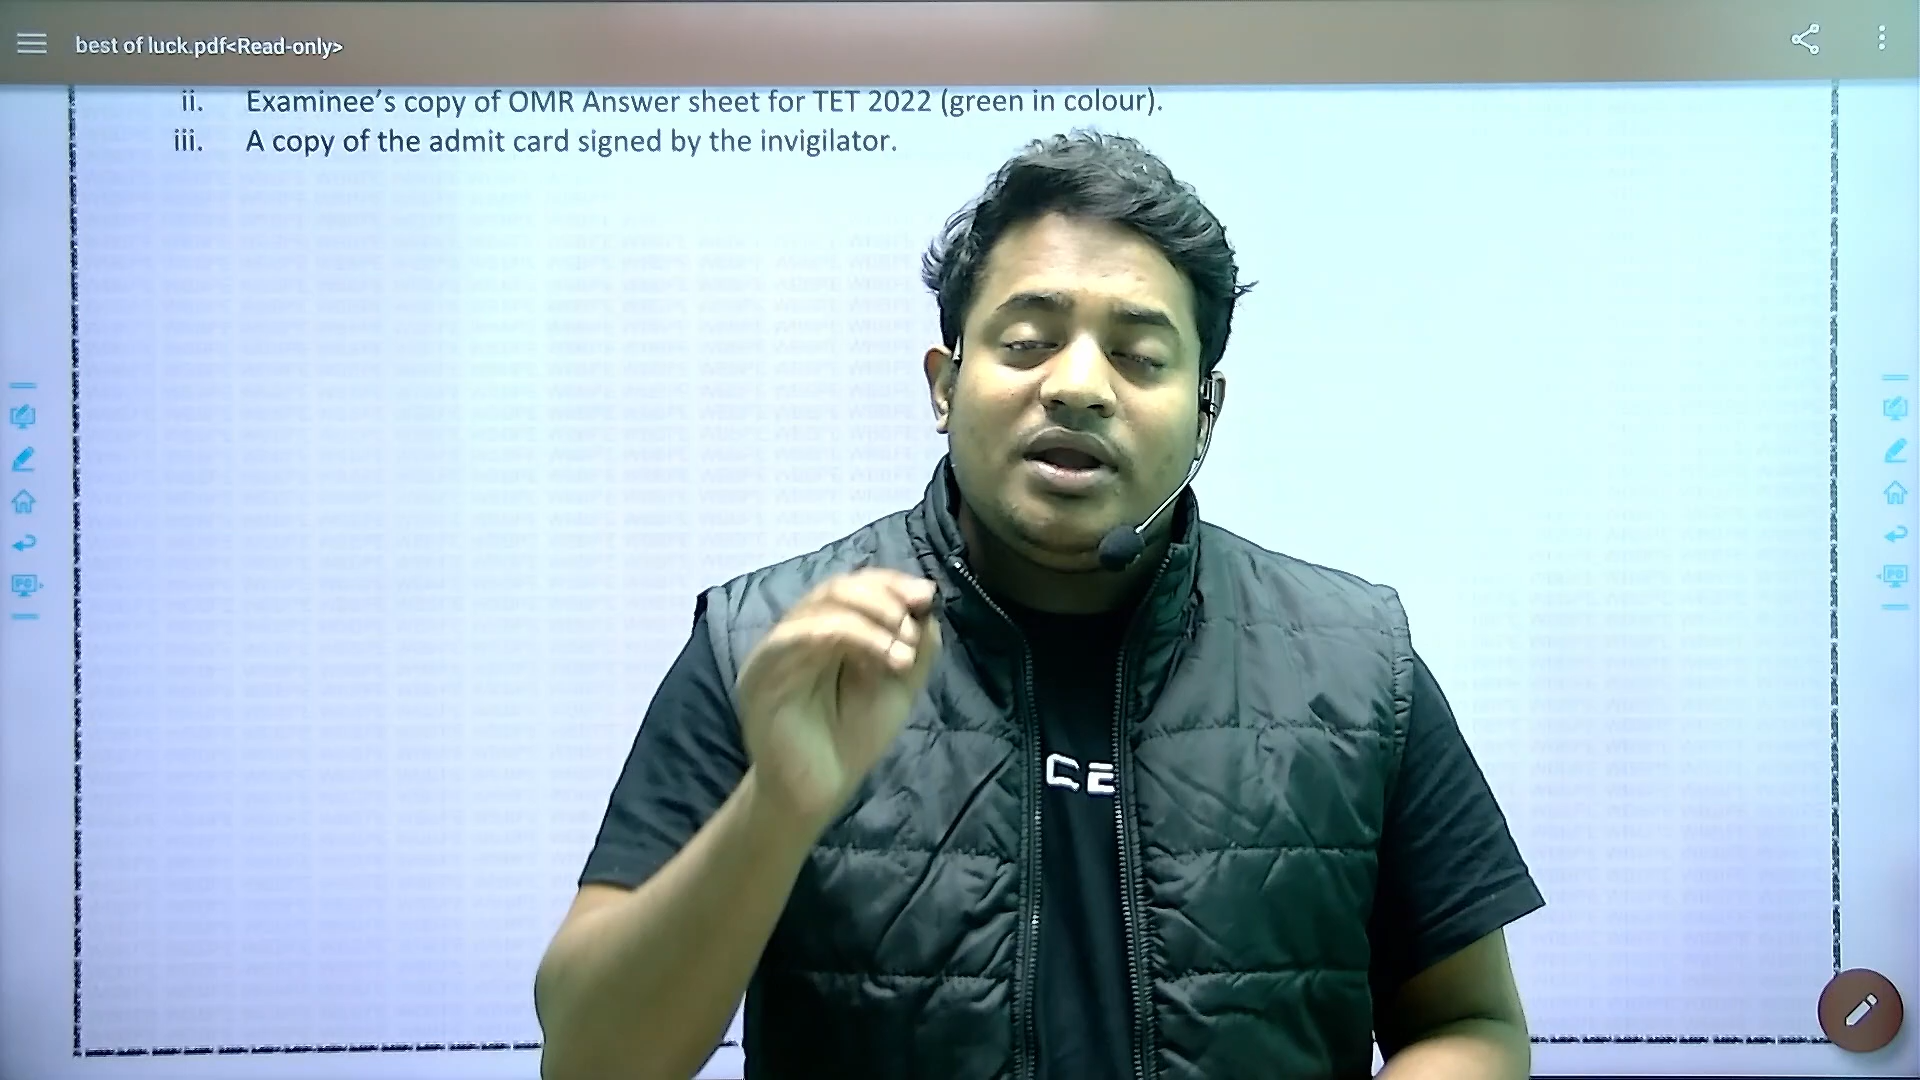 best of luck.pdf<Read-only>
ii. Examinee's copy of OMR Answer sheet for TET 2022 (green in colour).
iii. A copy of the admit card signed by the invigilator.
CE